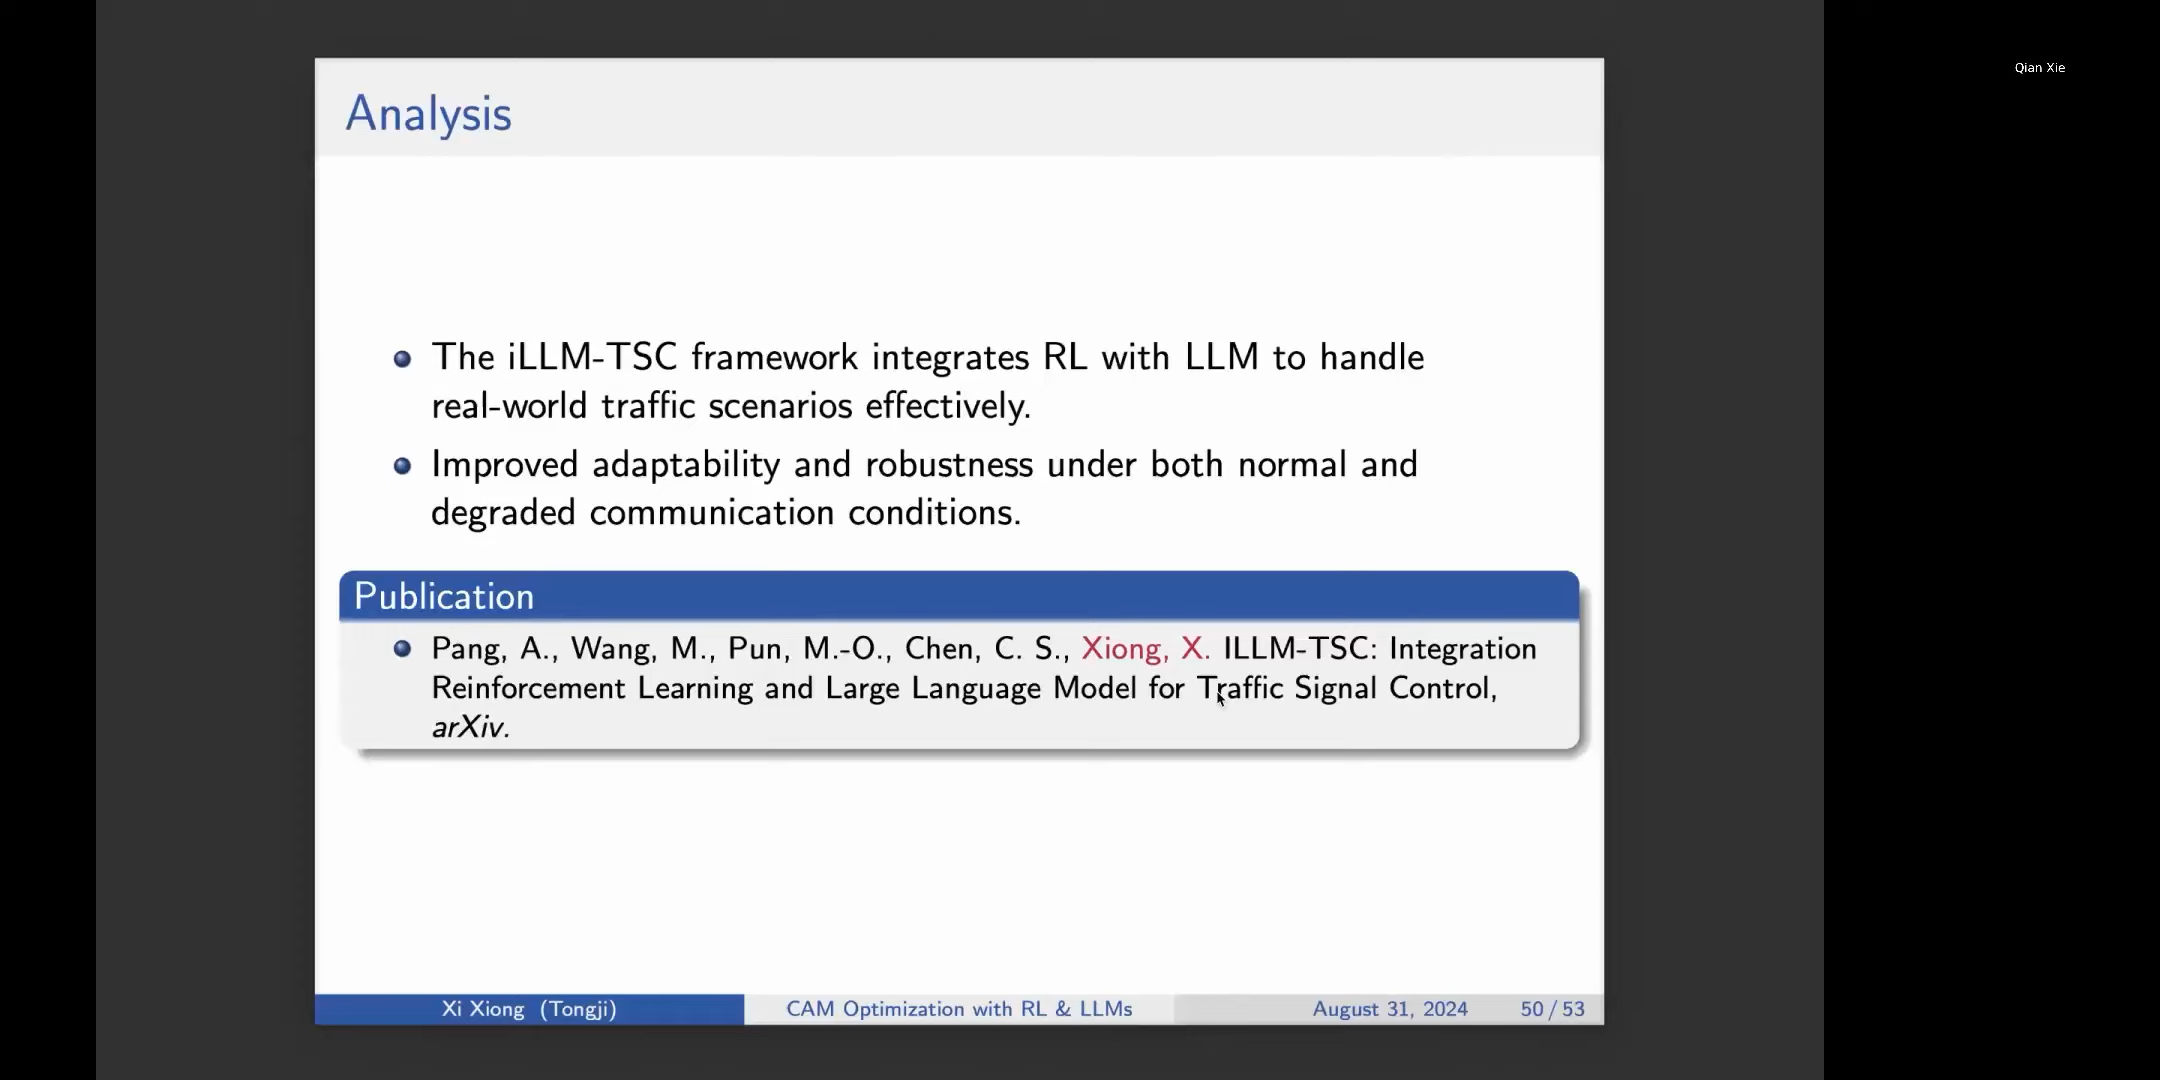 Qian Xie
Analysis
The iLLM-TSC framework integrates RL with LLM to handle
real-world traffic scenarios effectively.
Improved adaptability and robustness under both normal and
degraded communication conditions.
Publication
Pang, A., Wang, M., Pun, M.-O., Chen, C. S., Xiong, X. ILLM-TSC: Integration
Reinforcement Learning and Large Language Model for Traffic Signal Control,
arXiv.
Xi Xiong (Tongji) CAM Optimization with RL & LLMs August 31, 2024 50 / 53